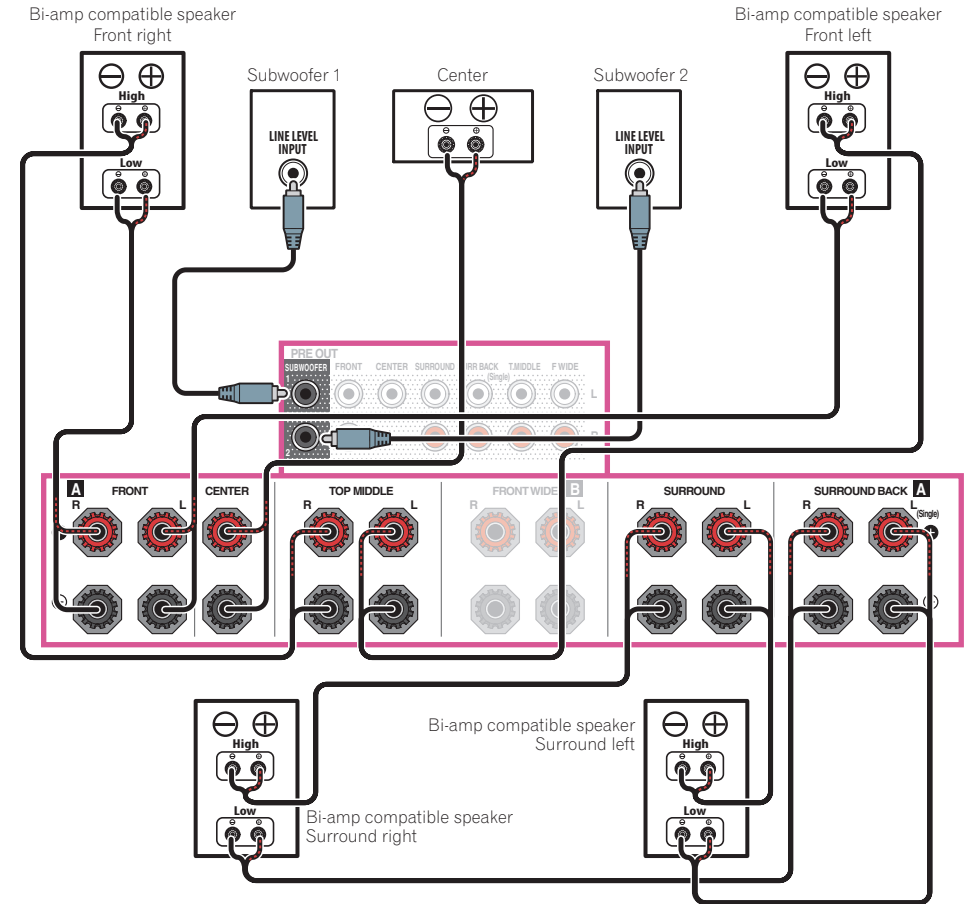 Bi-amp compatible speaker
Front right
Bi-amp compatible speaker
Front left
Subwoofer 1
Center
Subwoofer 2
High
Low
LINE LEVEL
INPUT
LINE LEVEL
INPUT
High
Low
PRE OUT
SUBWOOFER FRONT CENTER SURROUND SURR BACK T.MIDDLE F WIDE
(Single)
1
L
2
R
A FRONT CENTER TOP MIDDLE FRONT WIDE B SURROUND SURROUND BACK A
R L R L R L R L R L
(Single)
Bi-amp compatible speaker
Surround left
High
Low
Bi-amp compatible speaker
Surround right
High
Low